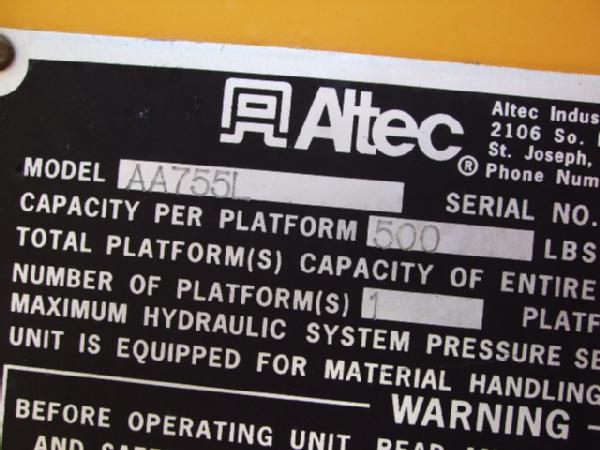 Altec®
Altec Indus
2106 So.
St. Joseph,
Phone Num
MODEL AA755L SERIAL NO.
CAPACITY PER PLATFORM 500 LBS
TOTAL PLATFORM(S) CAPACITY OF ENTIRE
NUMBER OF PLATFORM(S) 1 PLATF
MAXIMUM HYDRAULIC SYSTEM PRESSURE SE
UNIT IS EQUIPPED FOR MATERIAL HANDLING
WARNING
BEFORE OPERATING UNIT, READ
AND